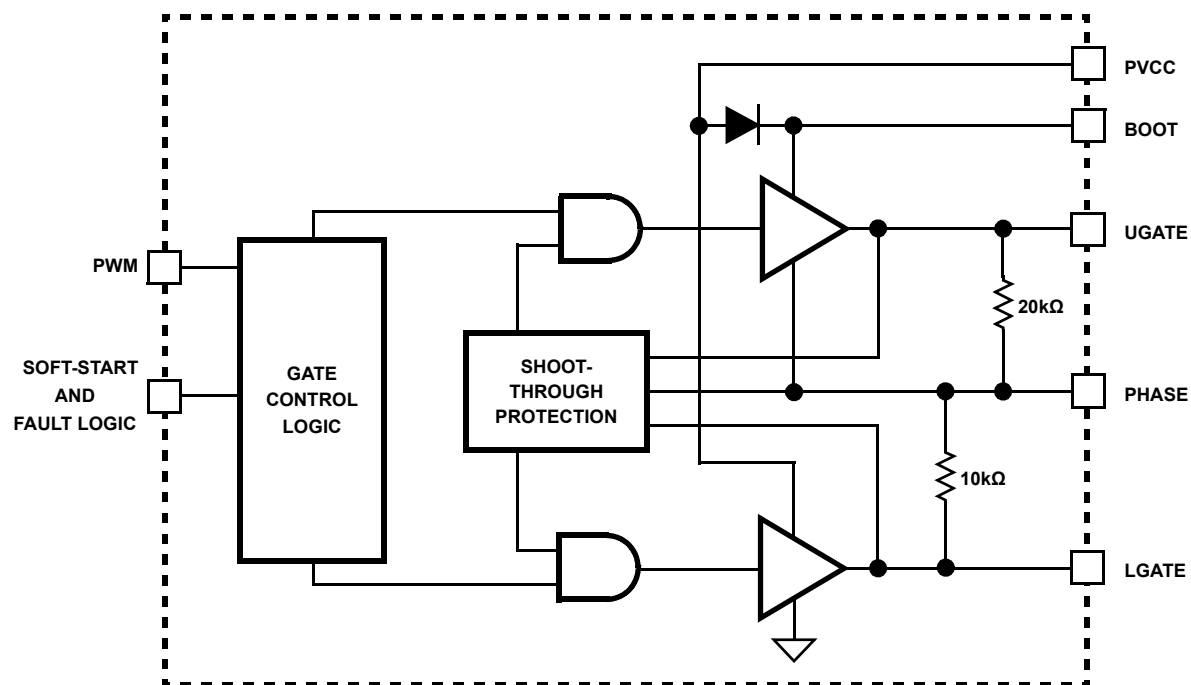 PVCC
BOOT
UGATE
PWM
20kΩ
SOFT-START
AND
FAULT LOGIC
GATE
CONTROL
LOGIC
SHOOT-
THROUGH
PROTECTION
PHASE
10kΩ
LGATE